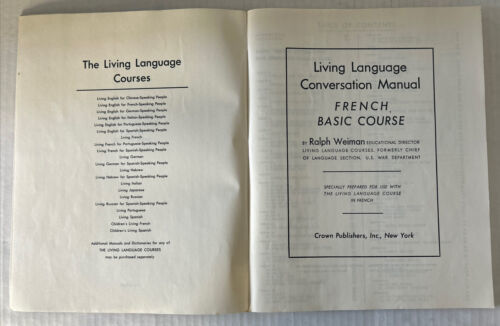 The Living Language
Courses
Living English for Chinese-Speaking People
Living English for French-Speaking People
Living English for German-Speaking People
Living English for Italian-Speaking People
Living English for Portuguese-Speaking People
Living English for Spanish-Speaking People
Living French
Living French for Portuguese-Speaking People
Living French for Spanish-Speaking People
Living German
Living German for Spanish-Speaking People
Living Hebrew
Living Hebrew for Spanish-Speaking People
Living Italian
Living Japanese
Living Russian
Living Russian for Spanish-Speaking People
Living Portuguese
Living Spanish
Children's Living French
Children's Living Spanish
Additional Manuals and Dictionaries for any of
THE LIVING LANGUAGE COURSES
may be purchased separately
Living Language
Conversation Manual
FRENCH,
BASIC COURSE
BY Ralph Weiman EDUCATIONAL DIRECTOR
LIVING LANGUAGE COURSES, FORMERLY CHIEF
OF LANGUAGE SECTION, U.S. WAR DEPARTMENT
SPECIALLY PREPARED FOR USE WITH
THE LIVING LANGUAGE COURSE
IN FRENCH
Crown Publishers, Inc., New York